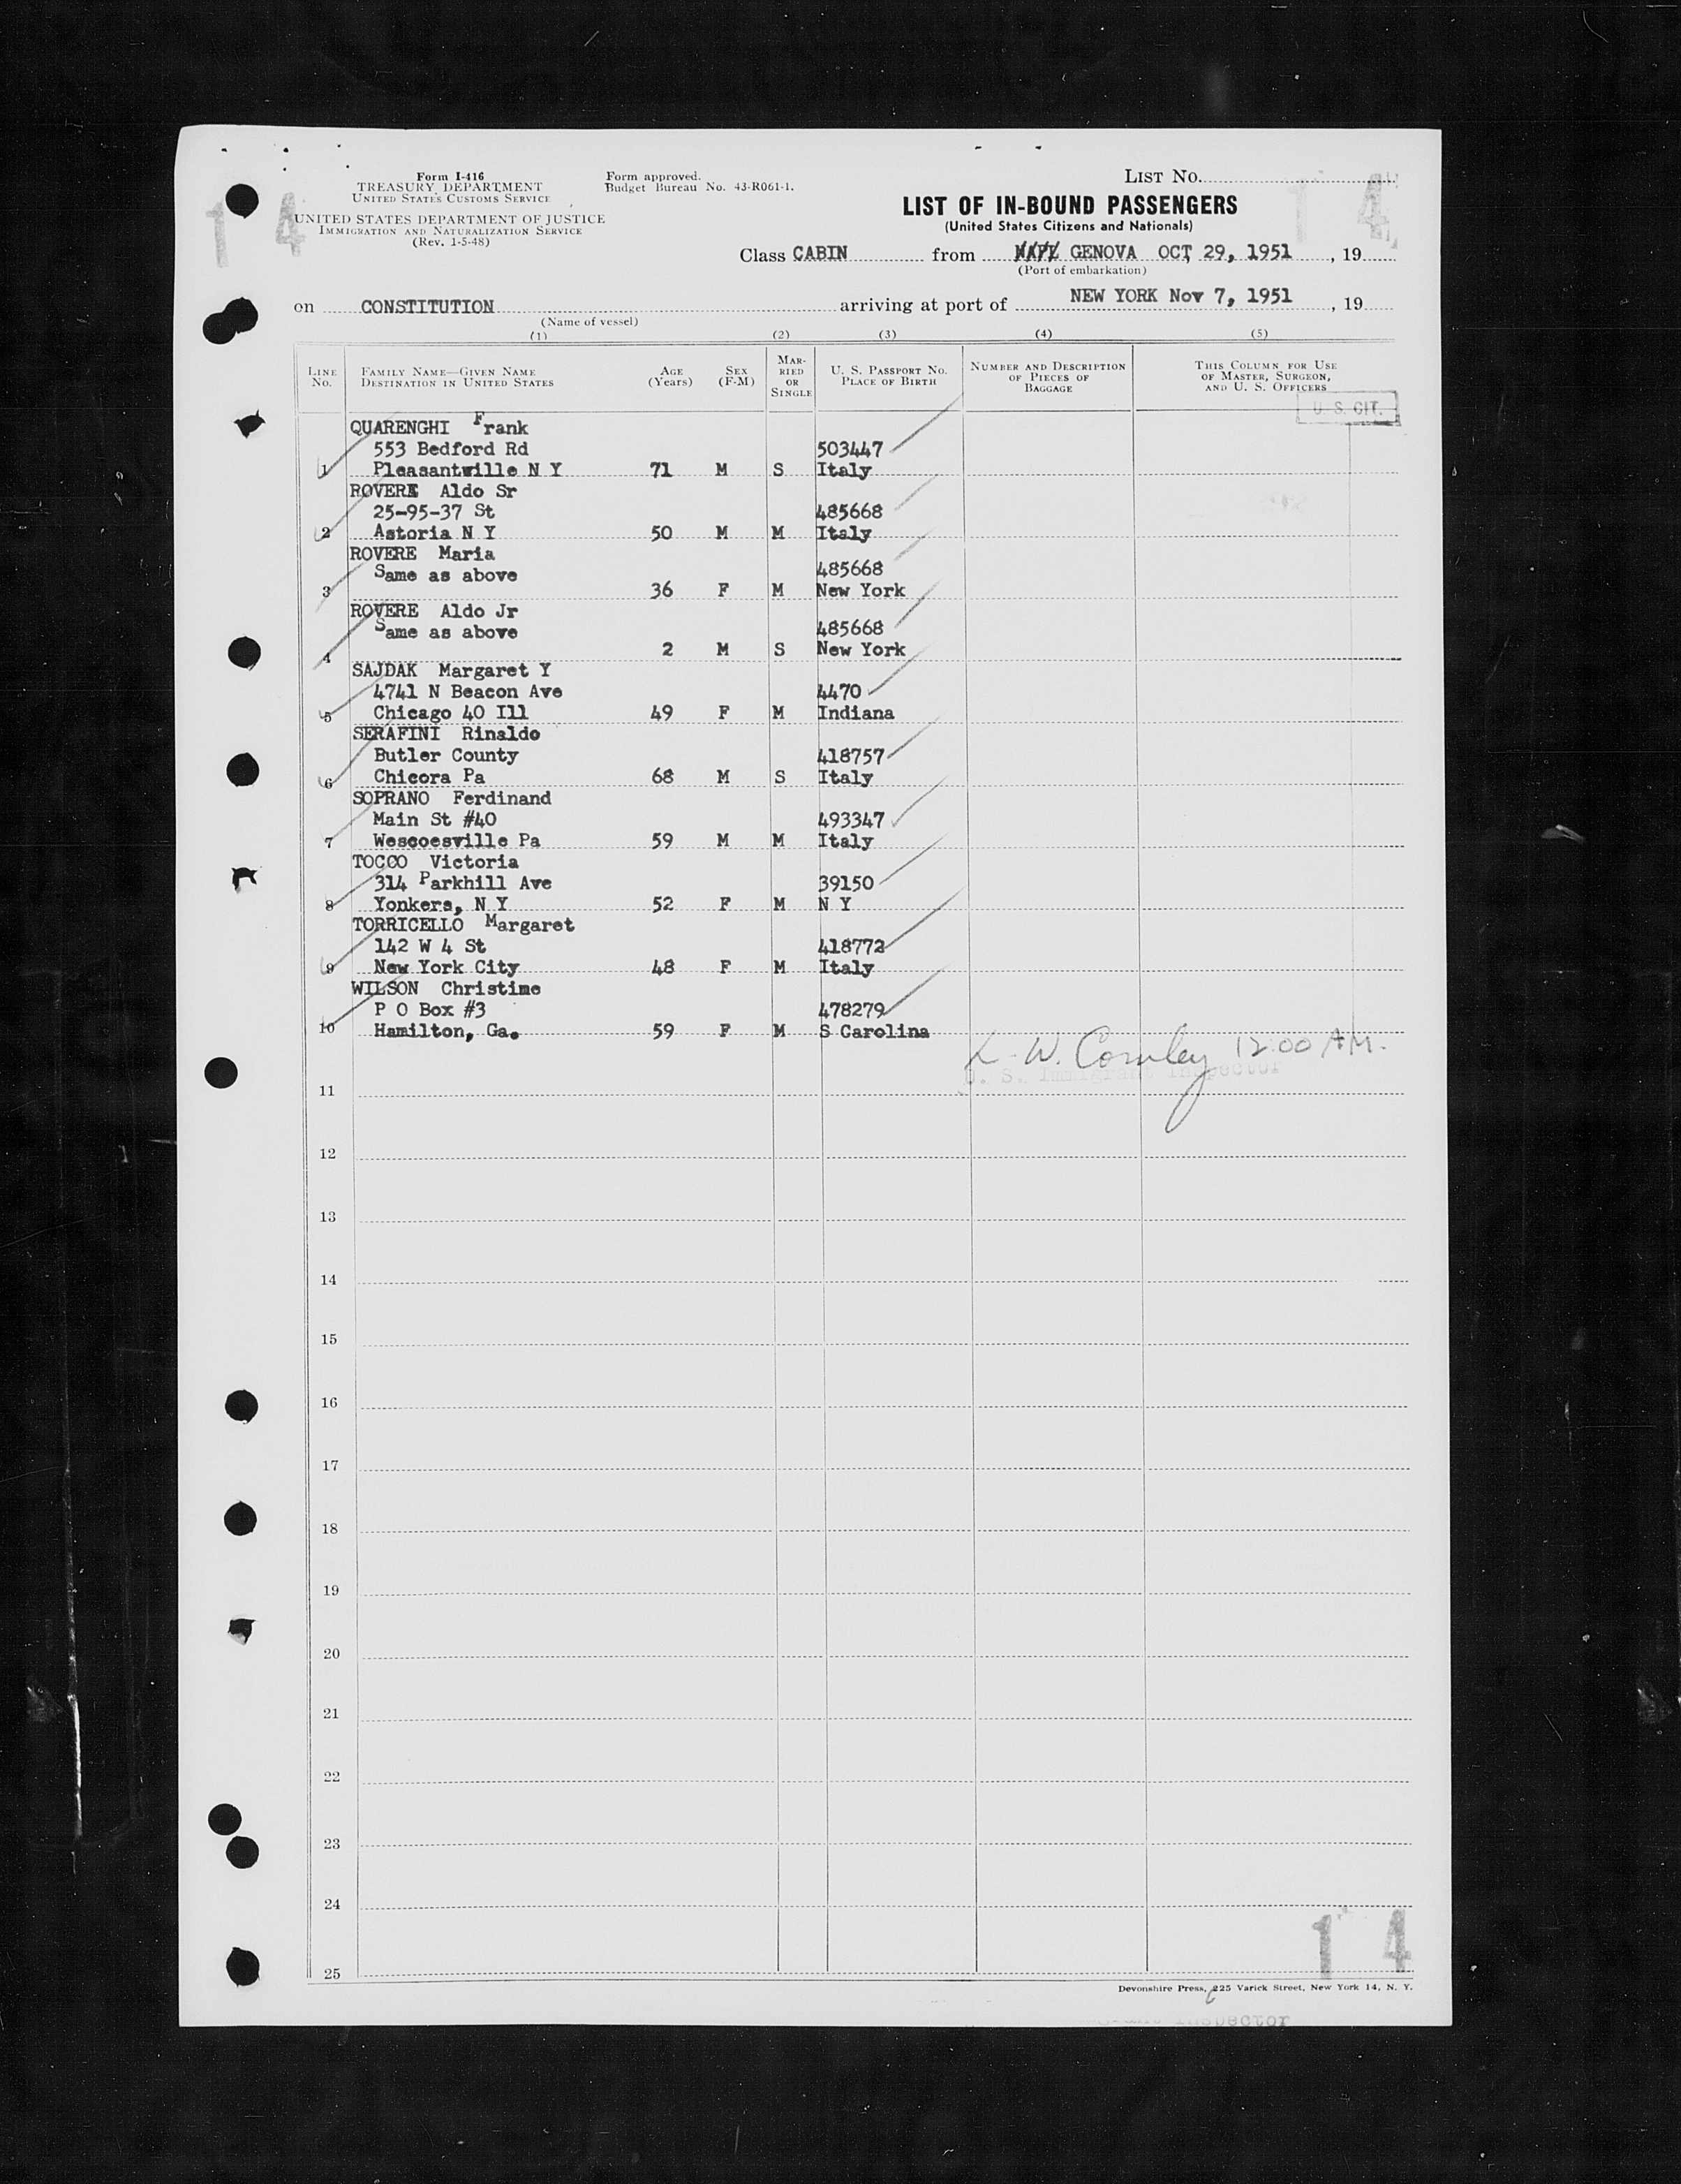 Form I-416
TREASURY DEPARTMENT
UNITED STATES CUSTOMS SERVICE
UNITED STATES DEPARTMENT OF JUSTICE
IMMIGRATION AND NATURALIZATION SERVICE
(Rev. 1-5-48)
Form approved.
Budget Bureau No. 43-R061-1.
LIST No.
14
14
LIST OF IN-BOUND PASSENGERS
(United States Citizens and Nationals)
Class CABIN from GENOVA OCT 29, 1951, 19
(Port of embarkation)
on CONSTITUTION arriving at port of NEW YORK Nov 7, 1951, 19
(Name of vessel)
(1) (2) (3) (4) (5)
LINE No. FAMILY NAME—GIVEN NAME DESTINATION IN UNITED STATES AGE (Years) SEX (F-M) MARRIED OR SINGLE U. S. PASSPORT No. PLACE OF BIRTH NUMBER AND DESCRIPTION OF PIECES OF BAGGAGE THIS COLUMN FOR USE OF MASTER, SURGEON, AND U. S. OFFICERS
U. S. CIT.
QUARENGHI Frank
553 Bedford Rd 503447
1 Pleasantville N Y 71 M S Italy
ROVERE Aldo Sr
25-95-37 St 485668
2 Astoria N Y 50 M M Italy
ROVERE Maria
Same as above 485668
3 36 F M New York
ROVERE Aldo Jr
Same as above 485668
4 2 M S New York
SAJDAK Margaret Y
4741 N Beacon Ave 4470
5 Chicago 40 Ill 49 F M Indiana
SERAFINI Rinaldo
Butler County 418757
6 Chicora Pa 68 M S Italy
SOPRANO Ferdinand
Main St #40 493347
7 Wescoesville Pa 59 M M Italy
TOCCO Victoria
314 Parkhill Ave 39150
8 Yonkers, N Y 52 F M N Y
TORRICELLO Margaret
142 W 4 St 418772
9 New York City 48 F M Italy
WILSON Christine
P O Box #3 478279
10 Hamilton, Ga. 59 F M S Carolina
L. W. Cowley 12:00 AM.
U. S. Immigrant Inspector
11
12
13
14
15
16
17
18
19
20
21
22
23
24
25
14
Devonshire Press, 225 Varick Street, New York 14, N. Y.
Inspector